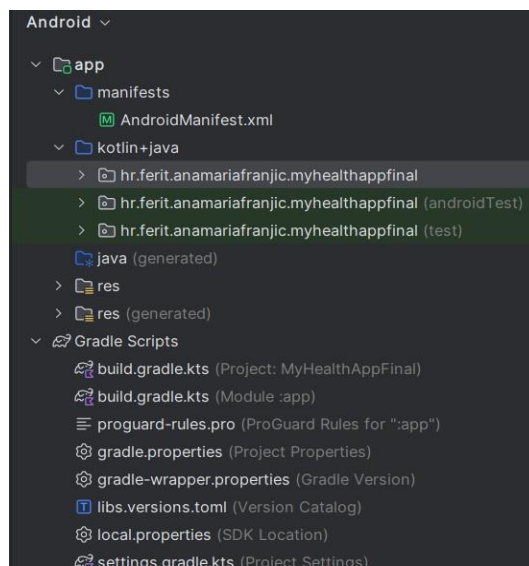 Android
app
manifests
AndroidManifest.xml
kotlin+java
hr.ferit.anamariafranjic.myhealthappfinal
hr.ferit.anamariafranjic.myhealthappfinal (androidTest)
hr.ferit.anamariafranjic.myhealthappfinal (test)
java (generated)
res
res (generated)
Gradle Scripts
build.gradle.kts (Project: MyHealthAppFinal)
build.gradle.kts (Module :app)
proguard-rules.pro (ProGuard Rules for ":app")
gradle.properties (Project Properties)
gradle-wrapper.properties (Gradle Version)
libs.versions.toml (Version Catalog)
local.properties (SDK Location)
settings.gradle.kts (Project Settings)